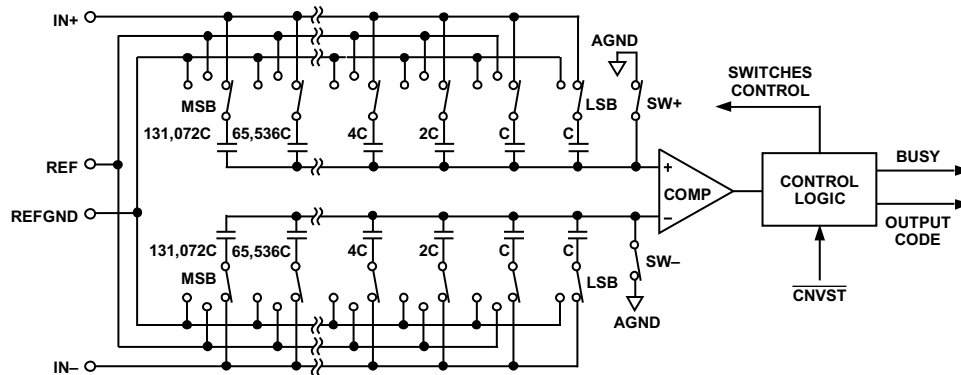 IN+
AGND
SWITCHES
CONTROL
MSB
LSB
SW+
131,072C 65,536C 4C 2C C C
REF
+
COMP
–
CONTROL
LOGIC
BUSY
REFGND
OUTPUT
CODE
131,072C 65,536C 4C 2C C C
MSB
LSB
SW–
CNVST
AGND
IN–